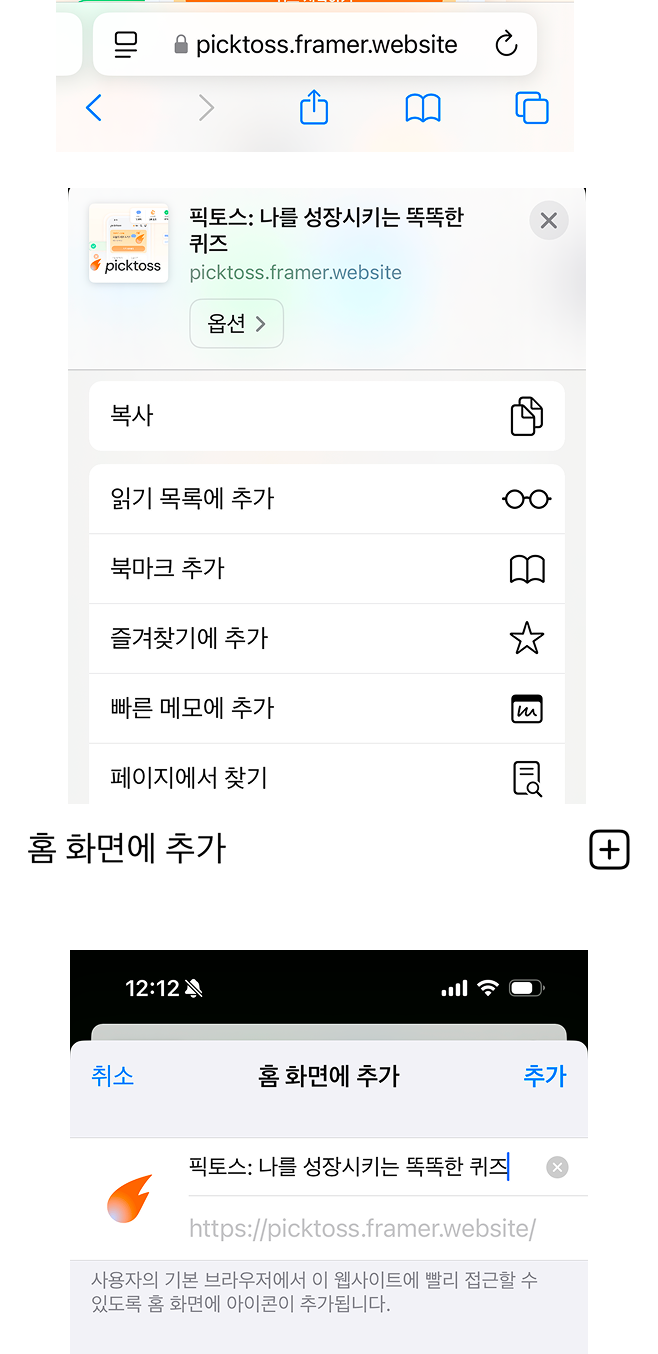 picktoss.framer.website
픽토스: 나를 성장시키는 똑똑한
퀴즈
picktoss
picktoss.framer.website
옵션
복사
읽기 목록에 추가
북마크 추가
즐겨찾기에 추가
빠른 메모에 추가
페이지에서 찾기
홈 화면에 추가
12:12
취소 홈 화면에 추가 추가
픽토스: 나를 성장시키는 똑똑한 퀴즈
https://picktoss.framer.website/
사용자의 기본 브라우저에서 이 웹사이트에 빨리 접근할 수
있도록 홈 화면에 아이콘이 추가됩니다.